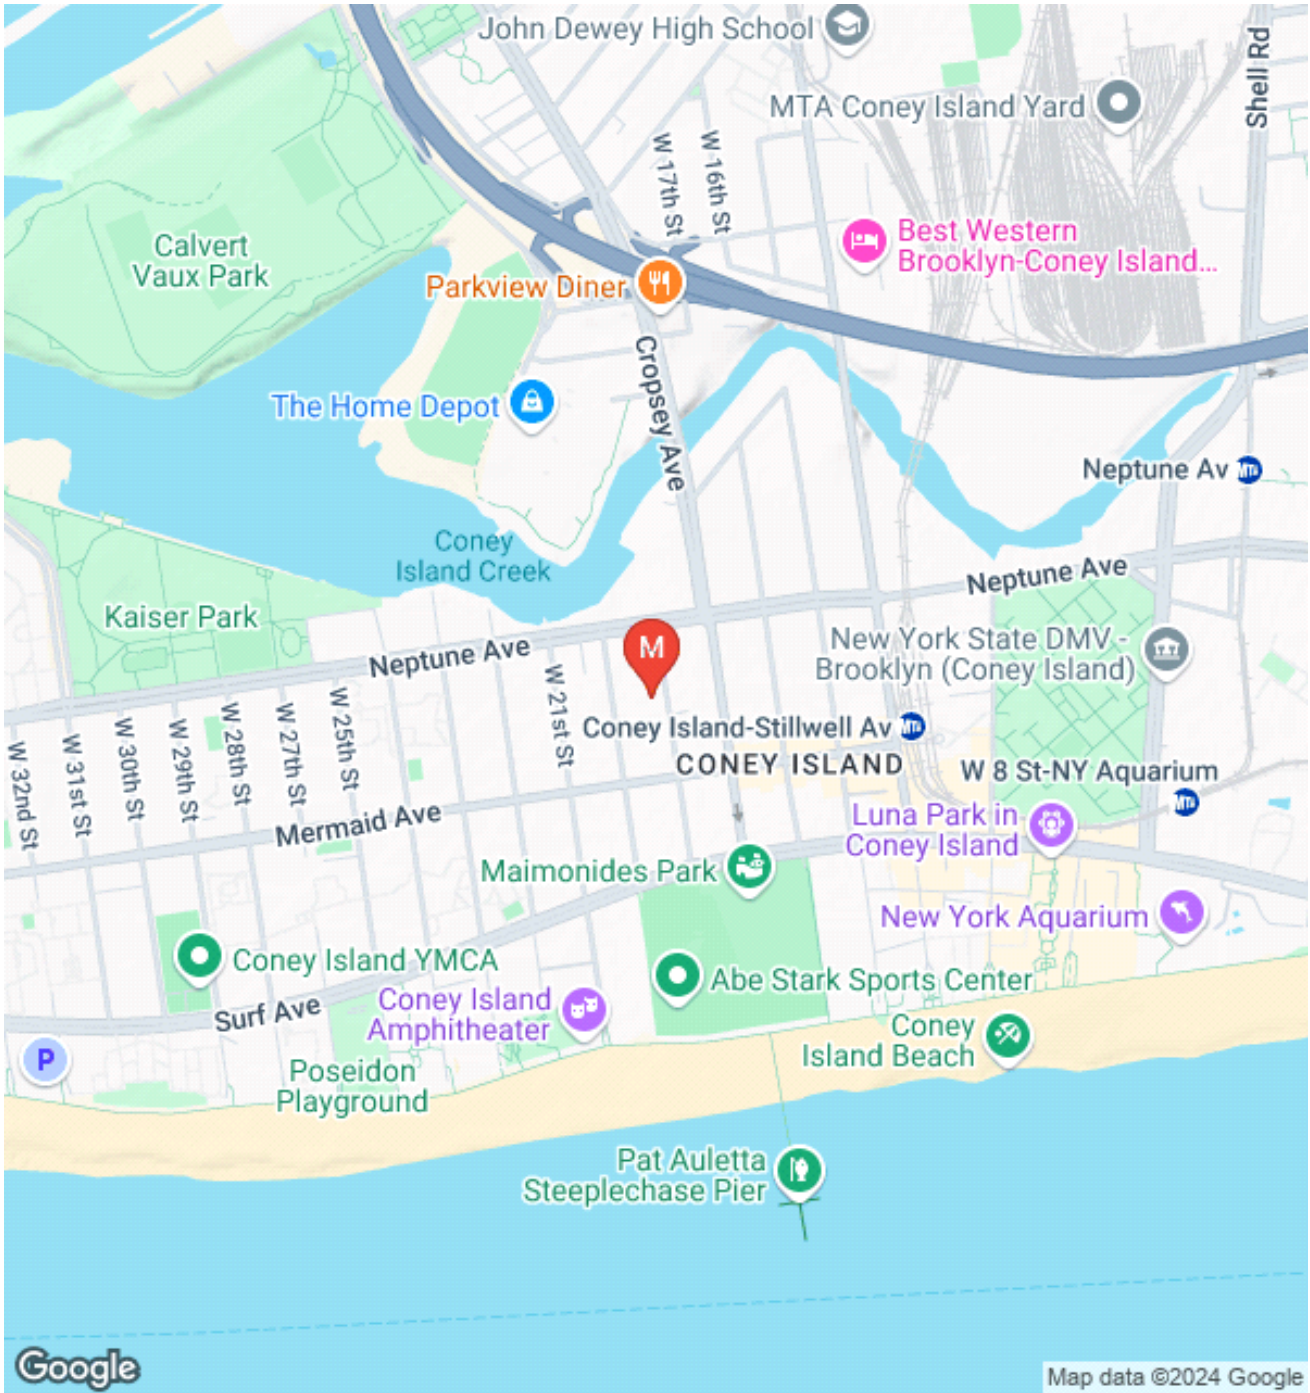 John Dewey High School
Shell Rd
MTA Coney Island Yard
W 17th St
W 16th St
Calvert
Vaux Park
Best Western
Brooklyn-Coney Island...
Parkview Diner
Cropsey Ave
The Home Depot
Neptune Av
Coney
Island Creek
Neptune Ave
Kaiser Park
M
New York State DMV -
Brooklyn (Coney Island)
Neptune Ave
W 21st St
W 25th St
W 27th St
W 28th St
W 29th St
W 30th St
W 31st St
W 32nd St
Coney Island-Stillwell Av
CONEY ISLAND
W 8 St-NY Aquarium
Mermaid Ave
Luna Park in
Coney Island
Maimonides Park
New York Aquarium
Coney Island YMCA
Abe Stark Sports Center
Surf Ave
Coney Island
Amphitheater
Coney
Island Beach
P
Poseidon
Playground
Pat Auletta
Steeplechase Pier
Google
Map data ©2024 Google